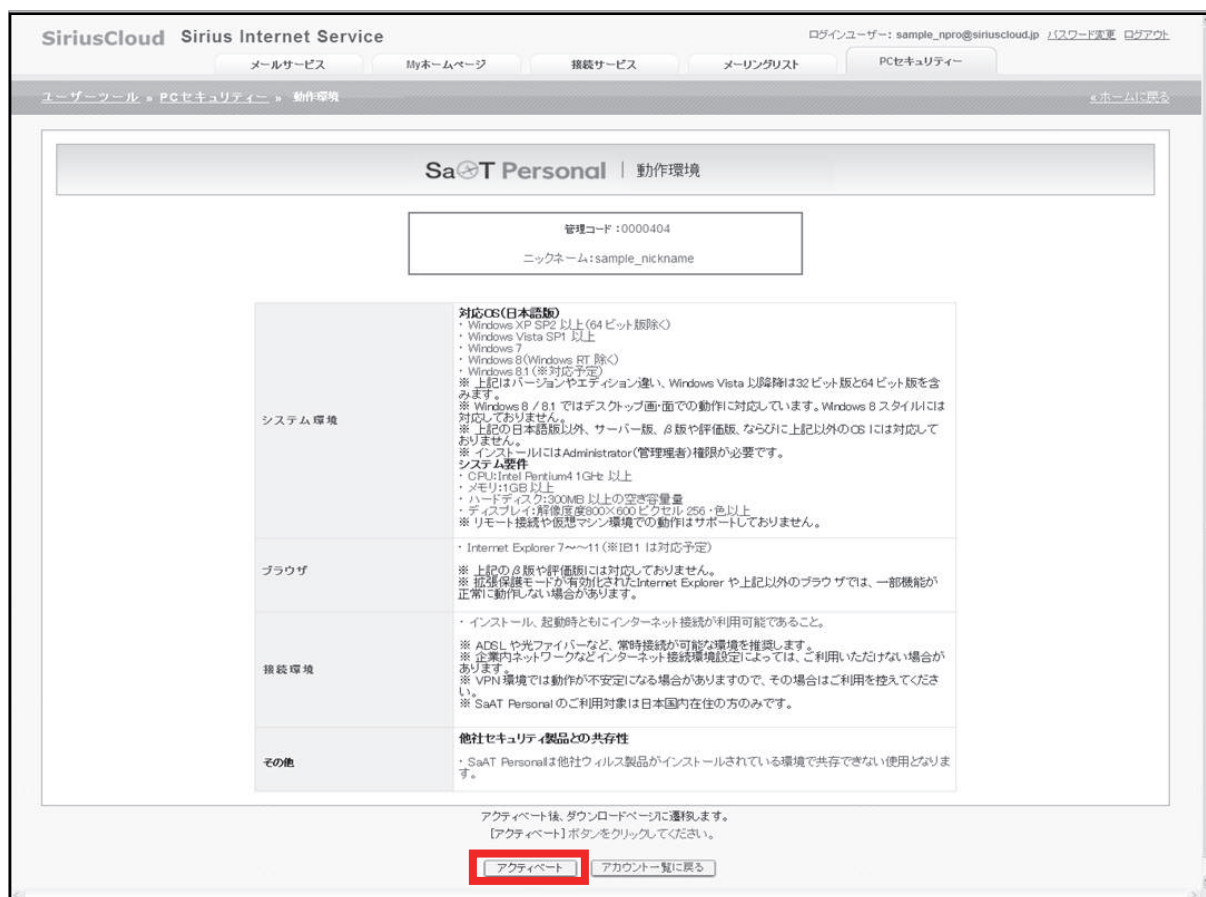 SiriusCloud Sirius Internet Service
ログインユーザー: sample_npro@siriuscloud.jp パスワード変更 ログアウト
メールサービス Myホームページ 接続サービス メーリングリスト PCセキュリティー
ユーザーツール » PCセキュリティー » 動作環境
«ホームに戻る
SaAT Personal | 動作環境
管理コード:0000404
ニックネーム:sample_nickname
システム環境
対応OS(日本語版)
・Windows XP SP2 以上(64ビット版除く)
・Windows Vista SP1 以上
・Windows 7
・Windows 8(Windows RT 除く)
・Windows 8.1(※対応予定)
※ 上記はバージョンやエディション違い、Windows Vista 以降降は32ビット版と64ビット版を含
みます。
※ Windows 8 / 8.1 ではデスクトップ画・面での動作に対応しています。Windows 8 スタイルには
対応しておりません。
※ 上記の日本語版以外、サーバー版、β版や評価版、ならびに上記以外のOS には対応して
おりません。
※ インストールにはAdministrator(管理理者)権限が必要です。
システム要件
・CPU:Intel Pentium4 1GHz 以上
・メモリ:1GB以上
・ハードディスク:300MB 以上の空き容量量
・ディスプレイ:解像度度800×600ピクセル 256・色以上
※ リモート接続や仮想マシン環境での動作はサポートしておりません。
ブラウザ
・Internet Explorer 7~~11(※IE11 は対応予定)
※ 上記のβ版や評価版には対応しておりません。
※ 拡張保護モードが有効化されたInternet Explorer や上記以外のブラウザでは、一部機能が
正常に動作しない場合があります。
接続環境
・インストール、起動時ともにインターネット接続が利用可能であること。
※ ADSL や光ファイバーなど、常時接続が可能な環境を推奨します。
※ 企業内ネットワークなどインターネット接続環境設定によっては、ご利用いただけない場合が
あります。
※ VPN環境では動作が不安定になる場合がありますので、その場合はご利用を控えてくださ
い。
※ SaAT Personalのご利用対象は日本国内在住の方のみです。
その他
他社セキュリティ製品との共存性
・SaAT Personalは他社ウィルス製品がインストールされている環境で共存できない使用となりま
す。
アクティベート後、ダウンロードページに遷移します。
[アクティベート]ボタンをクリックしてください。
アクティベート アカウント一覧に戻る